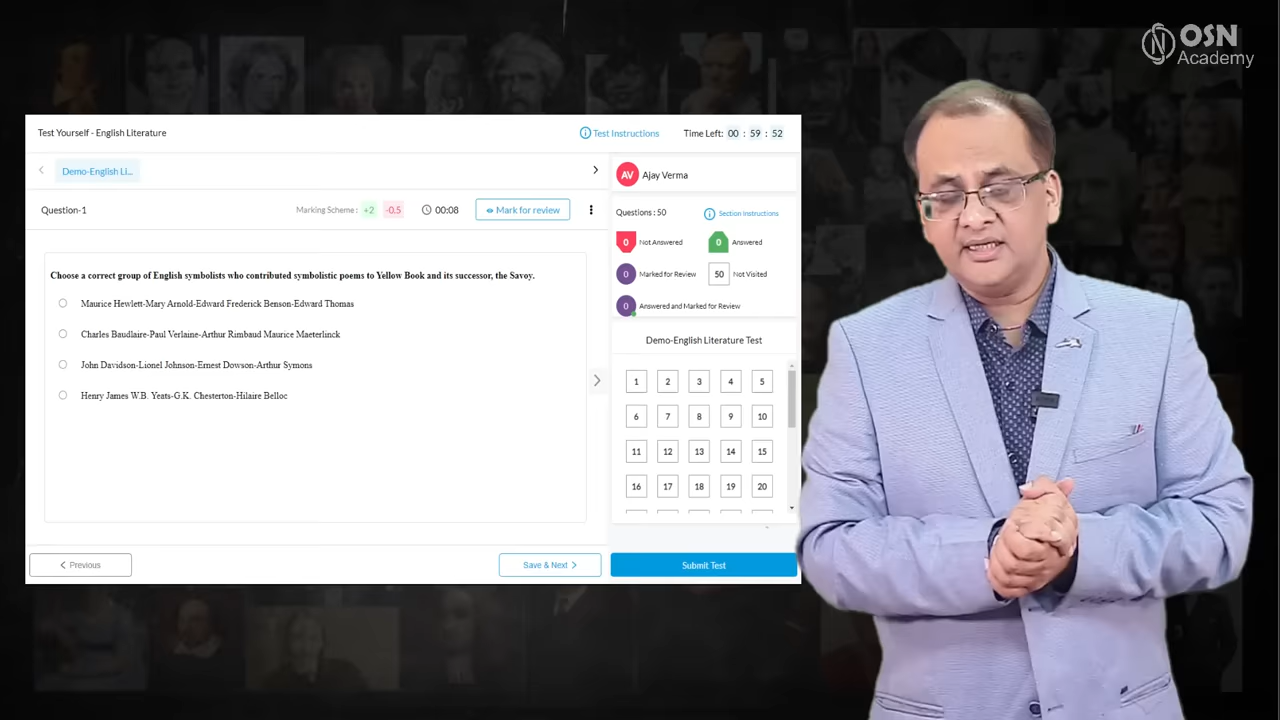 OSN
Academy
Test Yourself - English Literature
Test Instructions
Time Left: 00 : 59 : 52
Demo-English Li...
AV Ajay Verma
Question-1
Marking Scheme : +2 -0.5
00:08
Mark for review
Questions : 50
Section Instructions
0 Not Answered
0 Answered
0 Marked for Review
50 Not Visited
0 Answered and Marked for Review
Choose a correct group of English symbolists who contributed symbolistic poems to Yellow Book and its successor, the Savoy.
Maurice Hewlett-Mary Arnold-Edward Frederick Benson-Edward Thomas
Charles Baudlaire-Paul Verlaine-Arthur Rimbaud Maurice Maeterlinck
John Davidson-Lionel Johnson-Ernest Dowson-Arthur Symons
Henry James W.B. Yeats-G.K. Chesterton-Hilaire Belloc
Demo-English Literature Test
1 2 3 4 5
6 7 8 9 10
11 12 13 14 15
16 17 18 19 20
Previous
Save & Next
Submit Test